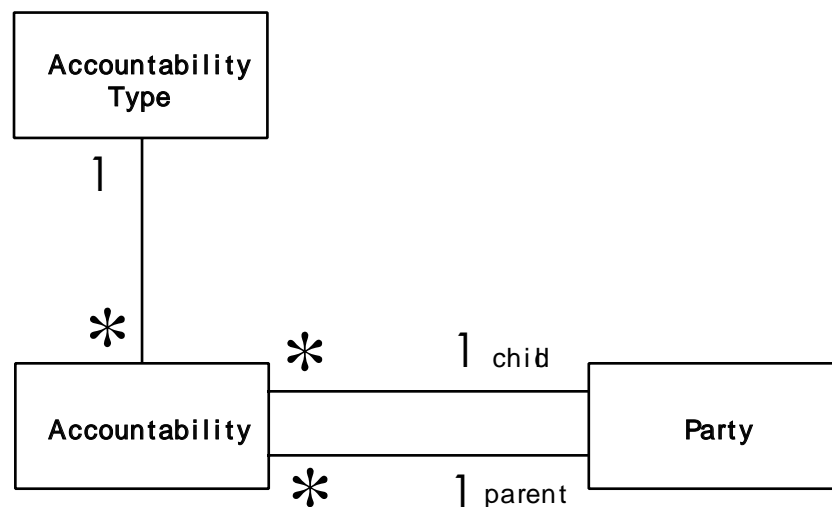 Accountability
Type
1
*
*
1 child
Accountability
Party
*
1 parent